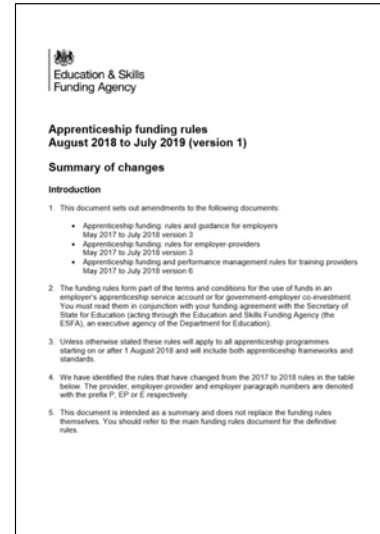 Education & Skills
Funding Agency
Apprenticeship funding rules
August 2018 to July 2019 (version 1)
Summary of changes
Introduction
1. This document sets out amendments to the following documents:
• Apprenticeship funding: rules and guidance for employers
May 2017 to July 2018 version 3
• Apprenticeship funding: rules for employer-providers
May 2017 to July 2018 version 3
• Apprenticeship funding and performance management rules for training providers
May 2017 to July 2018 version 6
2. The funding rules form part of the terms and conditions for the use of funds in an
employer's apprenticeship service account or for government-employer co-investment.
You must read them in conjunction with your funding agreement with the Secretary of
State for Education (acting through the Education and Skills Funding Agency (the
ESFA), an executive agency of the Department for Education).
3. Unless otherwise stated these rules will apply to all apprenticeship programmes
starting on or after 1 August 2018 and will include both apprenticeship frameworks and
standards.
4. We have identified the rules that have changed from the 2017 to 2018 rules in the table
below. The provider, employer-provider and employer paragraph numbers are denoted
with the prefix P, EP or E respectively.
5. This document is intended as a summary and does not replace the funding rules
themselves. You should refer to the main funding rules document for the definitive
rules.